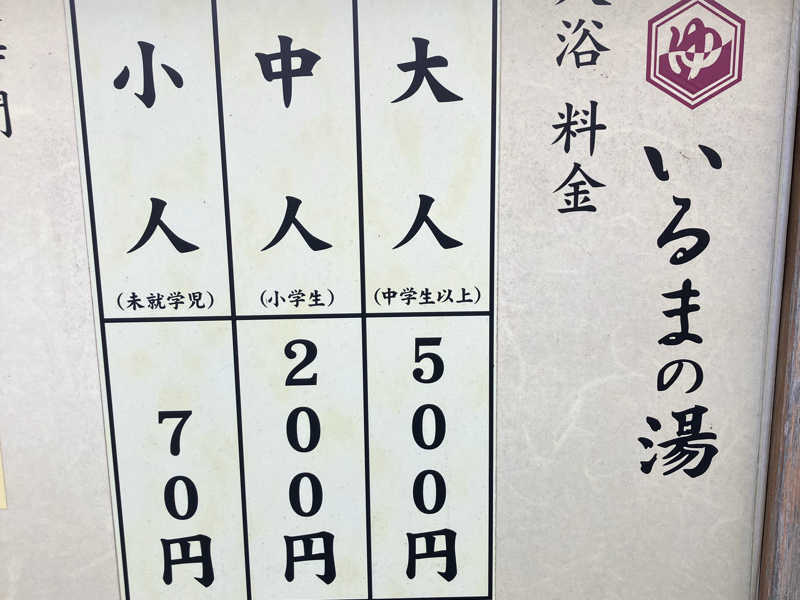 ゆ
いるまの湯
浴料金
大人
(中学生以上)
500円
中人
(小学生)
200円
小人
(未就学児)
70円